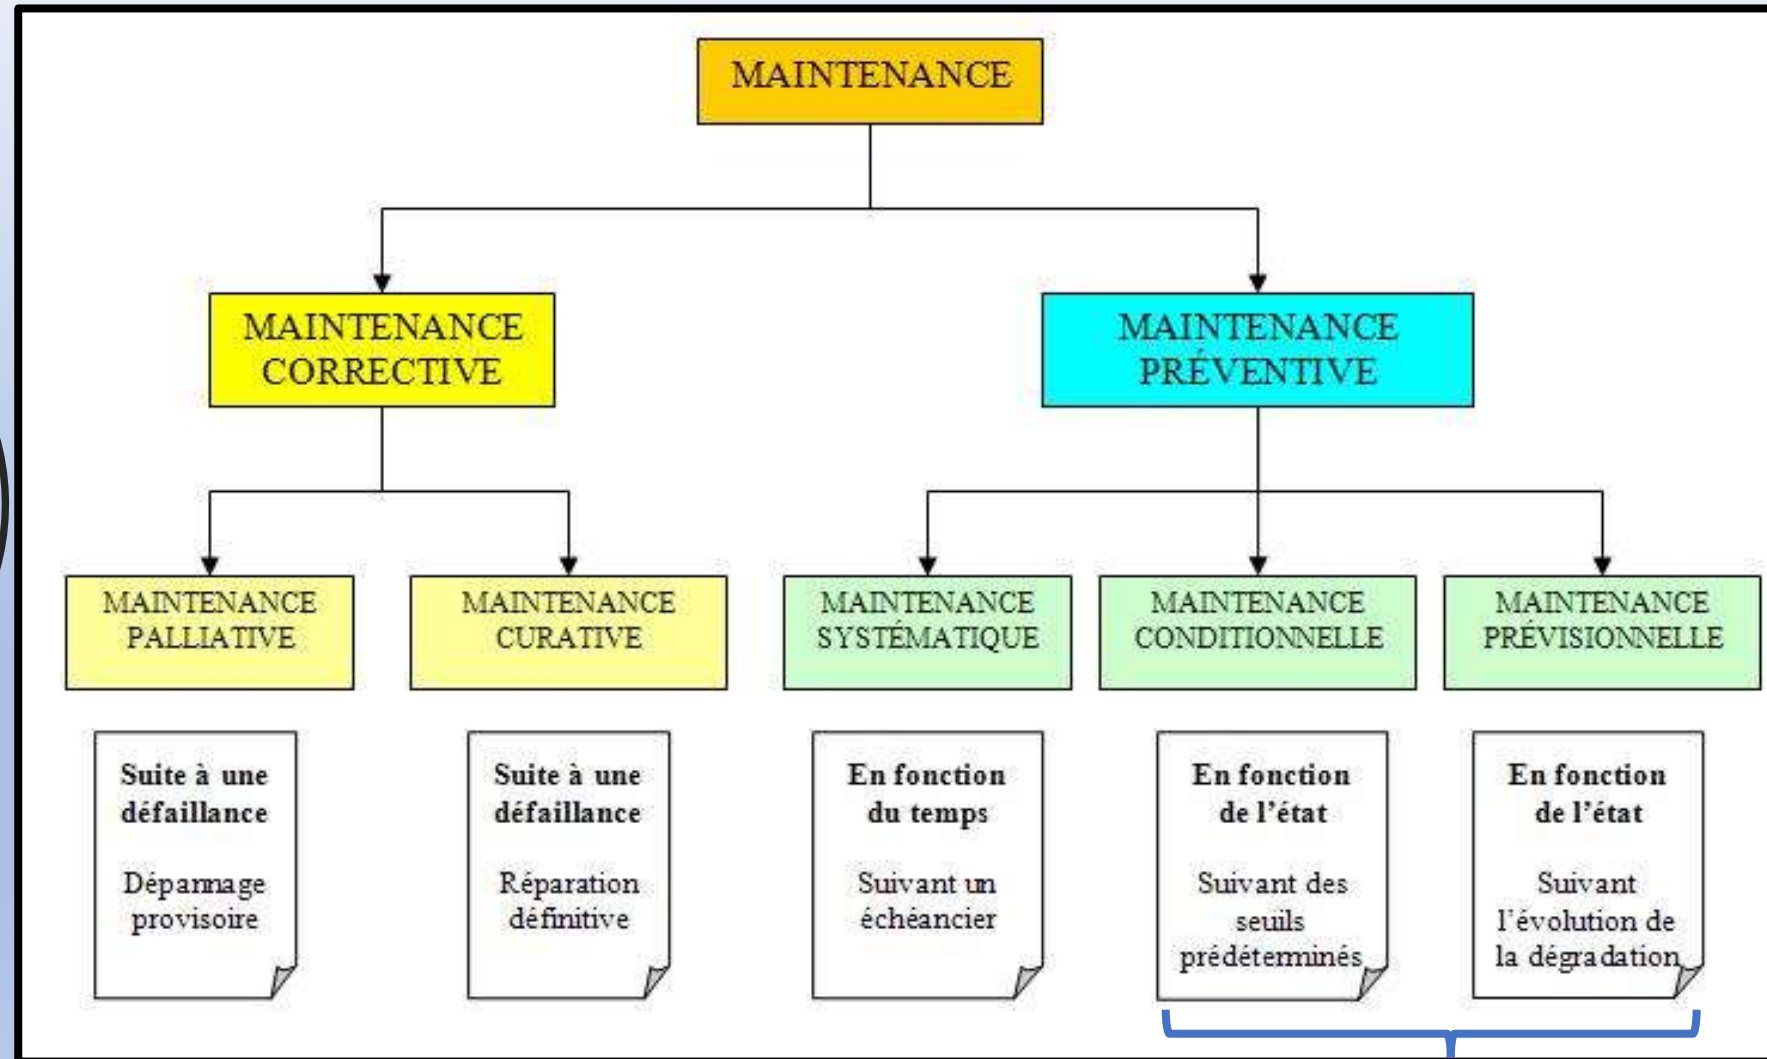 MAINTENANCE
MAINTENANCE
CORRECTIVE
MAINTENANCE
PRÉVENTIVE
MAINTENANCE
PALLIATIVE
MAINTENANCE
CURATIVE
MAINTENANCE
SYSTÉMATIQUE
MAINTENANCE
CONDITIONNELLE
MAINTENANCE
PRÉVISIONNELLE
Suite à une
défaillance
Dépannage
provisoire
Suite à une
défaillance
Réparation
définitive
En fonction
du temps
Suivant un
échéancier
En fonction
de l'état
Suivant des
seuils
prédéterminés
En fonction
de l'état
Suivant
l'évolution de
la dégradation